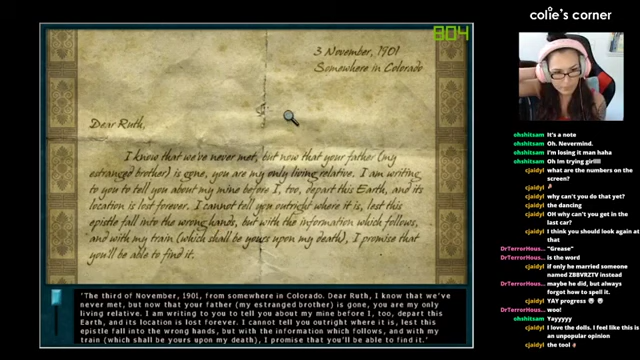 colie's corner
804
3 November, 1901
Somewhere in Colorado
Dear Ruth,
I know that we've never met, but now that your father (my
estranged brother) is gone, you are my only living relative. I am writing
to you to tell you about my mine before I, too, depart this Earth, and its
location is lost forever. I cannot tell you outright where it is, lest this
epistle fall into the wrong hands, but with the information which follows,
and with my train (which shall be yours upon my death), I promise that
you'll be able to find it.
'The third of November, 1901, from somewhere in Colorado. Dear Ruth, I know that we've
never met, but now that your father (my estranged brother) is gone, you are my only
living relative. I am writing to you to tell you about my mine before I, too, depart this
Earth, and its location is lost forever. I cannot tell you outright where it is, lest this
epistle fall into the wrong hands, but with the information which follows, and with my
train (which shall be yours upon my death), I promise that you'll be able to find it.'
ohshitsam It's a note
ohshitsam Oh. Nevermind.
ohshitsam I'm losing it man haha
ohshitsam Oh Im trying girllll
cjaidyl what are the numbers on the
screen?
cjaidyl
cjaidyl why can't you do that yet?
cjaidyl the dancing
cjaidyl OH why can't you get in the
last car?
cjaidyl I think you should look again at
that
DrTerrorHous... "Grease"
DrTerrorHous... is the word
cjaidyl if only he married someone
named ZBBVRZTV instead
DrTerrorHous... maybe he did, but always
forgot how to spell it.
cjaidyl YAY progress
DrTerrorHous... woo!
ohshitsam Yayyyyy
cjaidyl I love the dolls. I feel like this is
an unpopular opinion
cjaidyl the tool